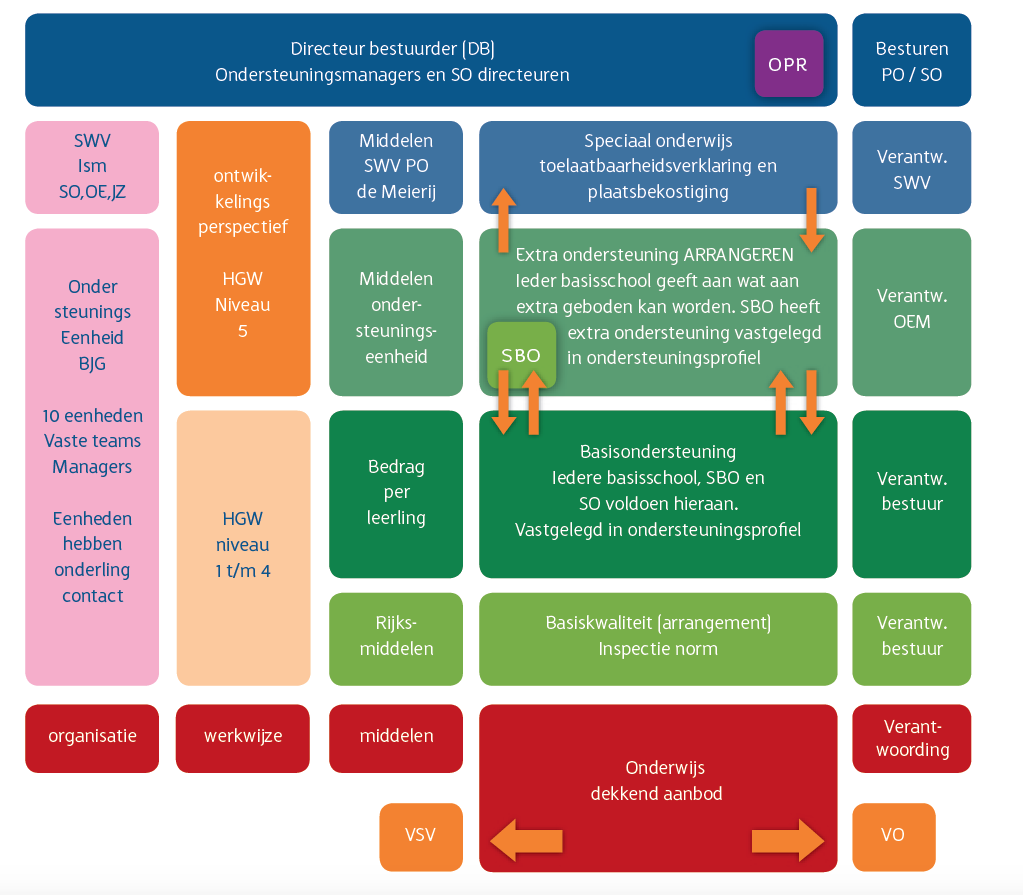 Directeur bestuurder (DB)
Ondersteuningsmanagers en SO directeuren
OPR
Besturen
PO / SO
SWV
Ism
SO,OE,JZ
ontwik-
kelings
perspectief
HGW
Niveau
5
Middelen
SWV PO
de Meierij
Speciaal onderwijs
toelaatbaarheidsverklaring en
plaatsbekostiging
Verantw.
SWV
Onder
steunings
Eenheid
BJG
10 eenheden
Vaste teams
Managers
Eenheden
hebben
onderling
contact
Middelen
onder-
steunings-
eenheid
Extra ondersteuning ARRANGEREN
Ieder basisschool geeft aan wat aan
extra geboden kan worden. SBO heeft
extra ondersteuning vastgelegd
in ondersteuningsprofiel
SBO
Verantw.
OEM
HGW
niveau
1 t/m 4
Bedrag
per
leerling
Basisondersteuning
Iedere basisschool, SBO en
SO voldoen hieraan.
Vastgelegd in ondersteuningsprofiel
Verantw.
bestuur
Rijks-
middelen
Basiskwaliteit (arrangement)
Inspectie norm
Verantw.
bestuur
organisatie
werkwijze
middelen
Onderwijs
dekkend aanbod
Verant-
woording
VSV
VO